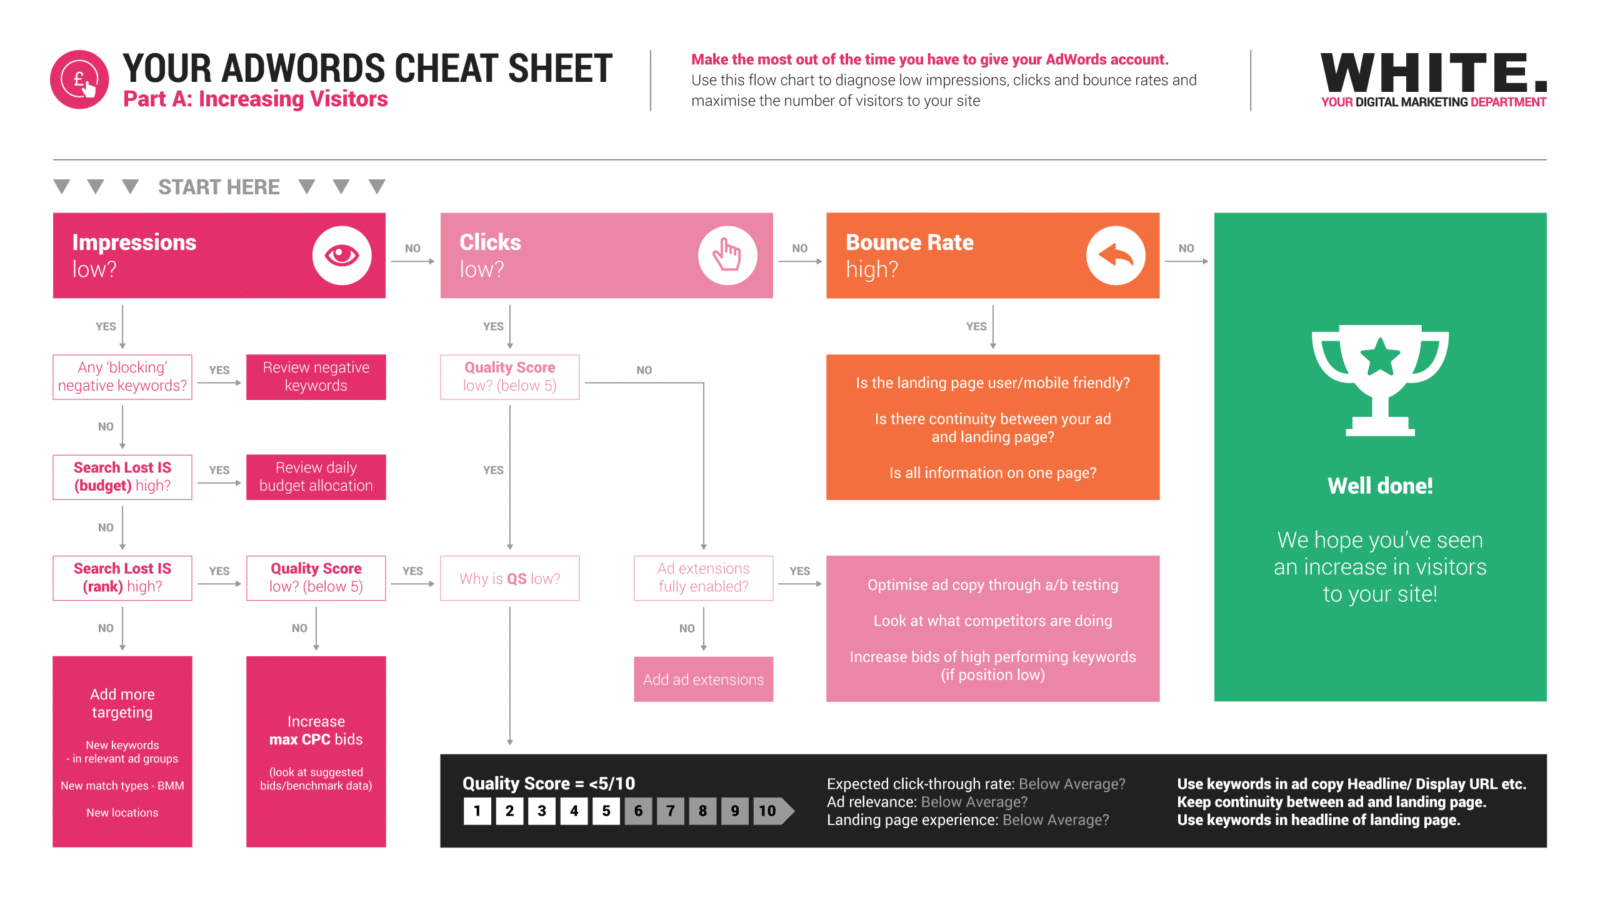 £
YOUR ADWORDS CHEAT SHEET
Part A: Increasing Visitors
Make the most out of the time you have to give your AdWords account.
Use this flow chart to diagnose low impressions, clicks and bounce rates and
maximise the number of visitors to your site
WHITE.
YOUR DIGITAL MARKETING DEPARTMENT
START HERE
Impressions
low?
NO
Clicks
low?
NO
Bounce Rate
high?
NO
YES
YES
YES
Any ‘blocking’
negative keywords?
YES
Review negative
keywords
Quality Score
low? (below 5)
NO
Is the landing page user/mobile friendly?
Is there continuity between your ad
and landing page?
Is all information on one page?
NO
Search Lost IS
(budget) high?
YES
Review daily
budget allocation
YES
NO
Search Lost IS
(rank) high?
YES
Quality Score
low? (below 5)
YES
Why is QS low?
Ad extensions
fully enabled?
YES
Optimise ad copy through a/b testing
Look at what competitors are doing
Increase bids of high performing keywords
(if position low)
NO
NO
NO
Add ad extensions
Add more
targeting
New keywords
- in relevant ad groups
New match types - BMM
New locations
Increase
max CPC bids
(look at suggested
bids/benchmark data)
Well done!
We hope you’ve seen
an increase in visitors
to your site!
Quality Score = <5/10
1 2 3 4 5 6 7 8 9 10
Expected click-through rate: Below Average?
Ad relevance: Below Average?
Landing page experience: Below Average?
Use keywords in ad copy Headline/ Display URL etc.
Keep continuity between ad and landing page.
Use keywords in headline of landing page.